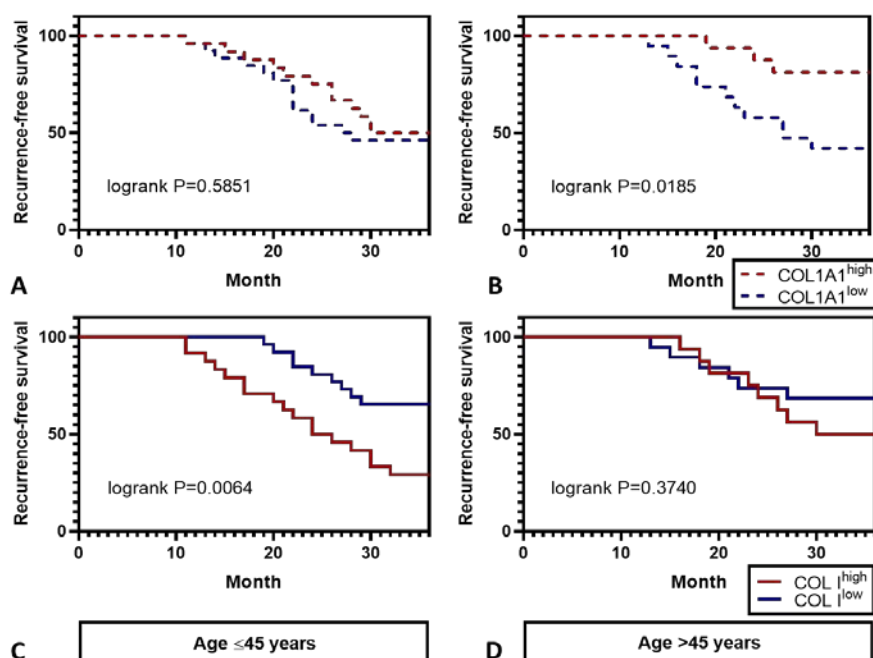 Recurrence-free survival
100
50
0
logrank P=0.5851
0 10 20 30
Month
A
Recurrence-free survival
100
50
0
logrank P=0.0185
0 10 20 30
Month
B
COL1A1high
COL1A1low
Recurrence-free survival
100
50
0
logrank P=0.0064
0 10 20 30
Month
C
Age ≤45 years
Recurrence-free survival
100
50
0
logrank P=0.3740
0 10 20 30
Month
COL Ihigh
COL Ilow
D
Age >45 years